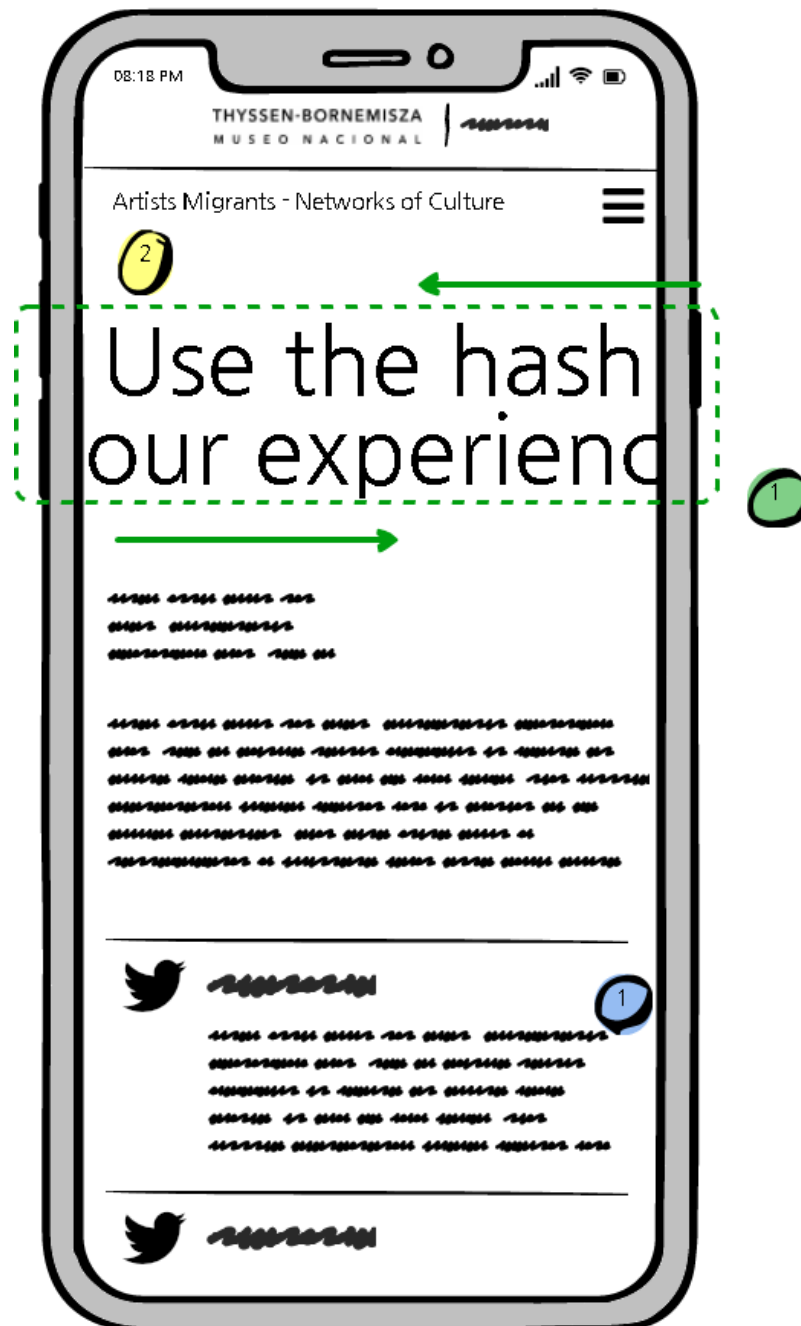 08:18 PM
THYSSEN-BORNEMISZA
MUSEO NACIONAL
Artists Migrants - Networks of Culture
2
Use the hash
our experienc
1
1